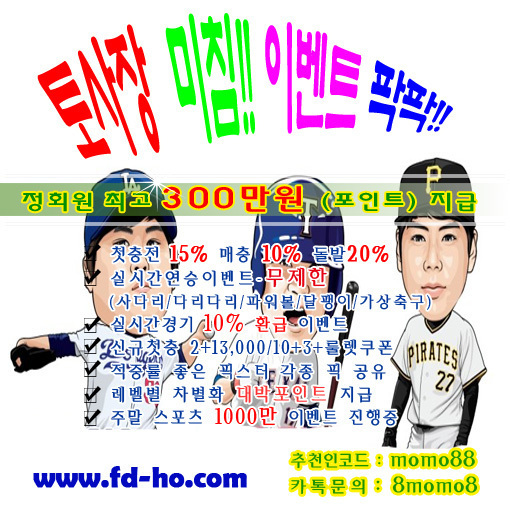 토사장 미침!! 이벤트 팍팍!!
LA
T
P
정회원 최고 300만원 (포인트) 지급
첫충전 15% 매충 10% 돌발20%
실시간연승이벤트-무제한
(사다리/다리다리/파워볼/달팽이/가상축구)
실시간경기 10% 환급 이벤트
신규첫충 2+13,000/10+3+룰렛쿠폰
적중률 좋은 픽스터 각종 픽 공유
레벨별 차별화 대박포인트 지급
주말 스포츠 1000만 이벤트 진행중
PIRATES
27
www.fd-ho.com
추천인코드 : momo88
카톡문의 : 8momo8